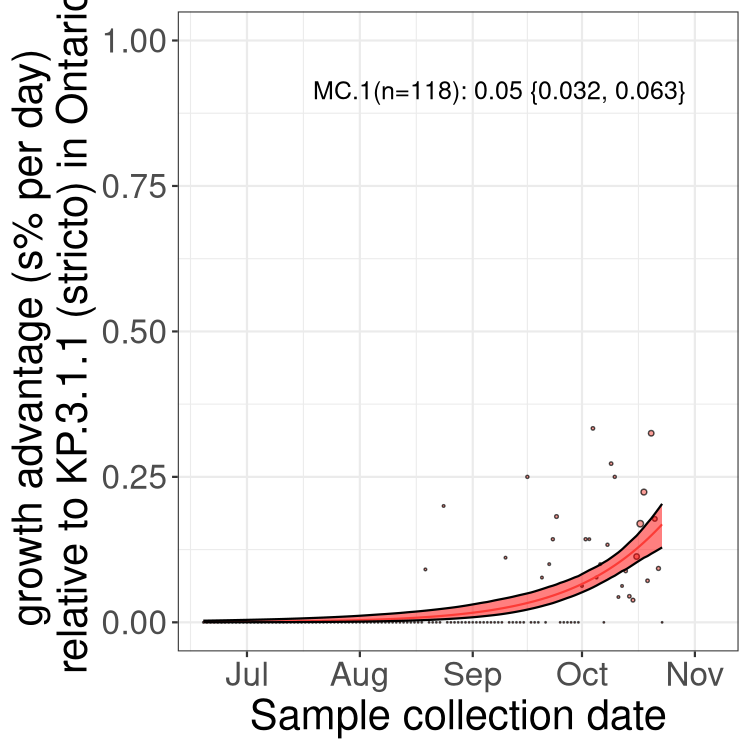 growth advantage (s% per day)
relative to KP.3.1.1 (stricto) in Ontario
1.00
0.75
0.50
0.25
0.00
MC.1(n=118): 0.05 {0.032, 0.063}
Jul Aug Sep Oct Nov
Sample collection date